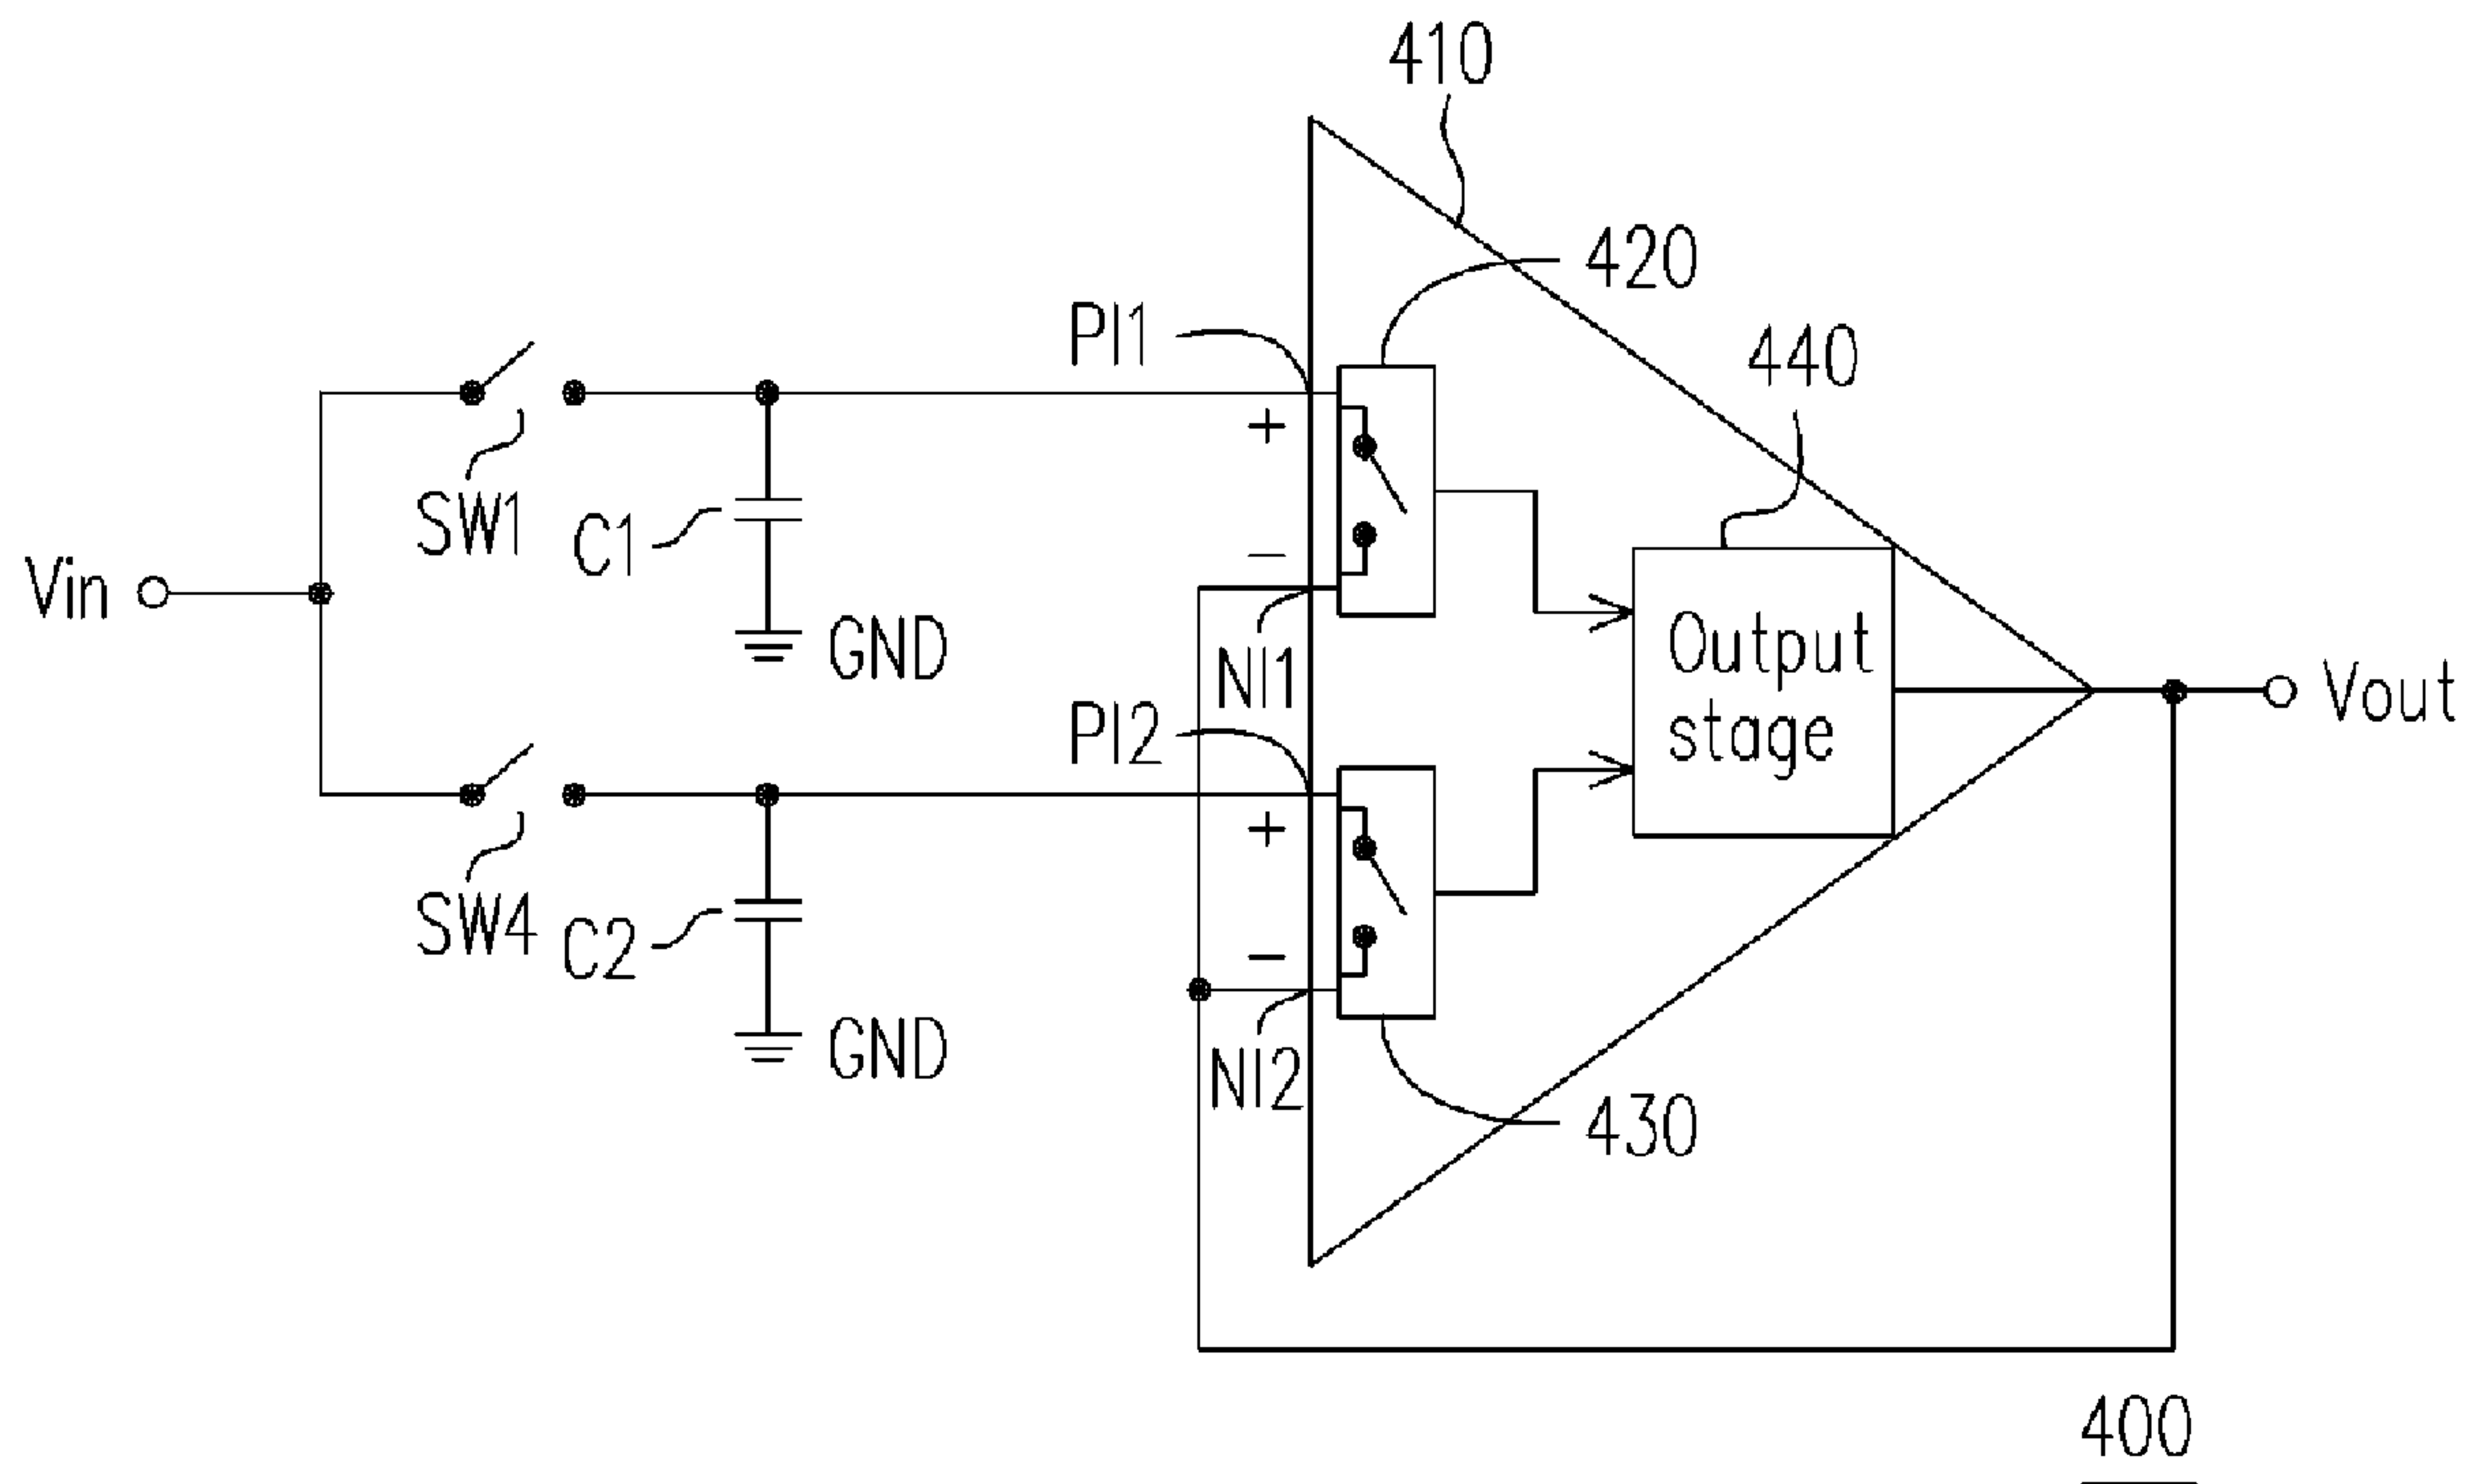 410
420
PI1
440
+
SW1
C1
−
Vin
GND
NI1
Output
stage
Vout
PI2
+
SW4
C2
−
GND
NI2
430
400